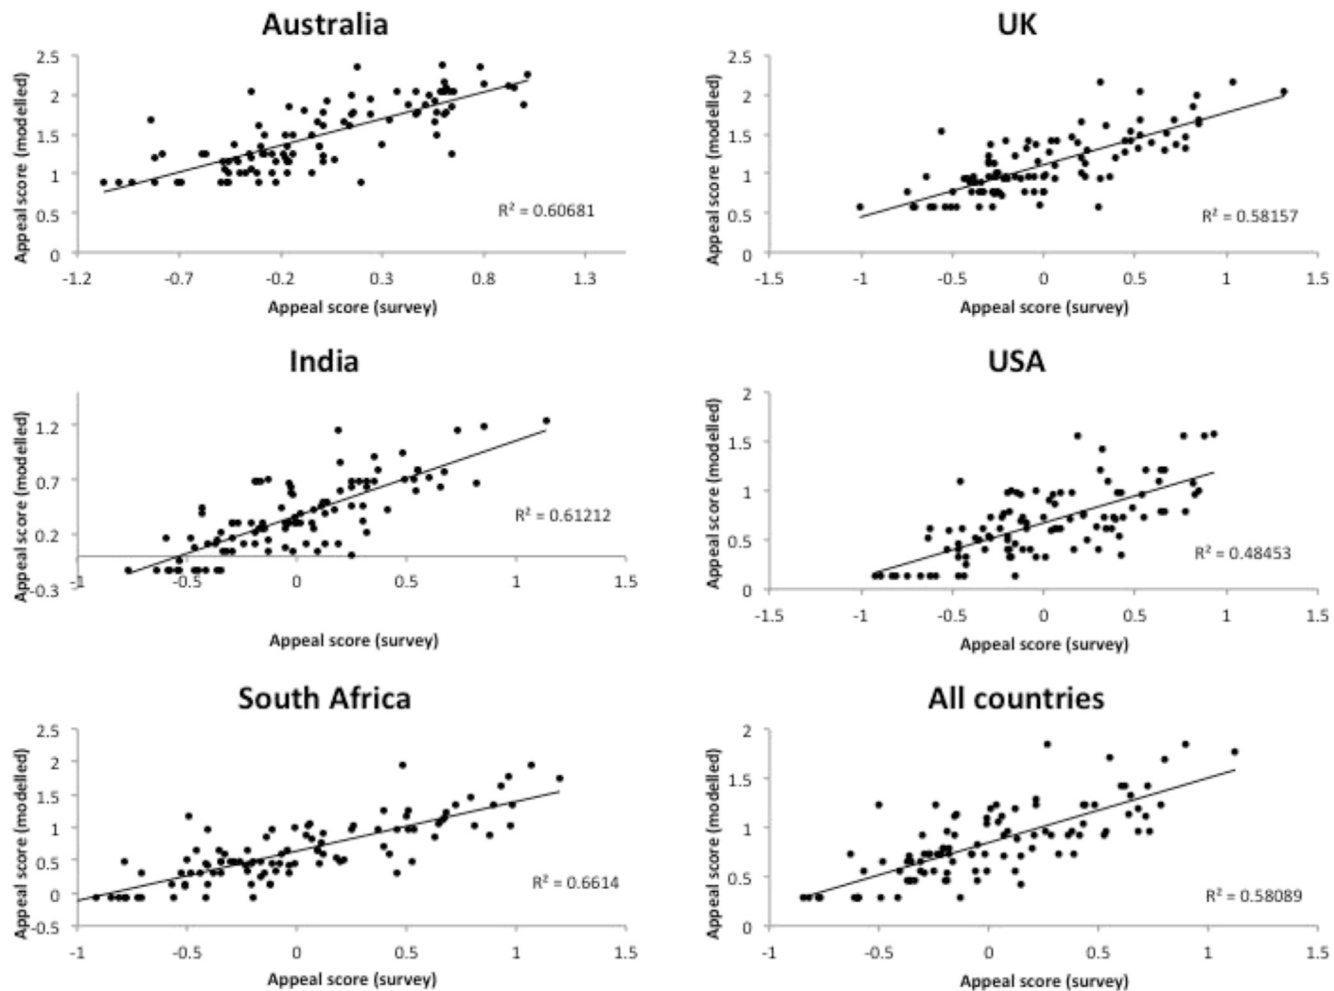 Australia
Appeal score (modelled)
2.5
2
1.5
1
0.5
0
R² = 0.60681
-1.2 -0.7 -0.2 0.3 0.8 1.3
Appeal score (survey)
UK
Appeal score (modelled)
2.5
2
1.5
1
0.5
0
R² = 0.58157
-1.5 -1 -0.5 0 0.5 1 1.5
Appeal score (survey)
India
Appeal score (modelled)
1.2
0.7
0.2
-0.3
R² = 0.61212
-1 -0.5 0 0.5 1 1.5
Appeal score (survey)
USA
Appeal score (modelled)
2
1.5
1
0.5
0
R² = 0.48453
-1.5 -1 -0.5 0 0.5 1 1.5
Appeal score (survey)
South Africa
Appeal score (modelled)
2.5
2
1.5
1
0.5
0
-0.5
R² = 0.6614
-1 -0.5 0 0.5 1 1.5
Appeal score (survey)
All countries
Appeal score (modelled)
2
1.5
1
0.5
0
R² = 0.58089
-1 -0.5 0 0.5 1 1.5
Appeal score (survey)